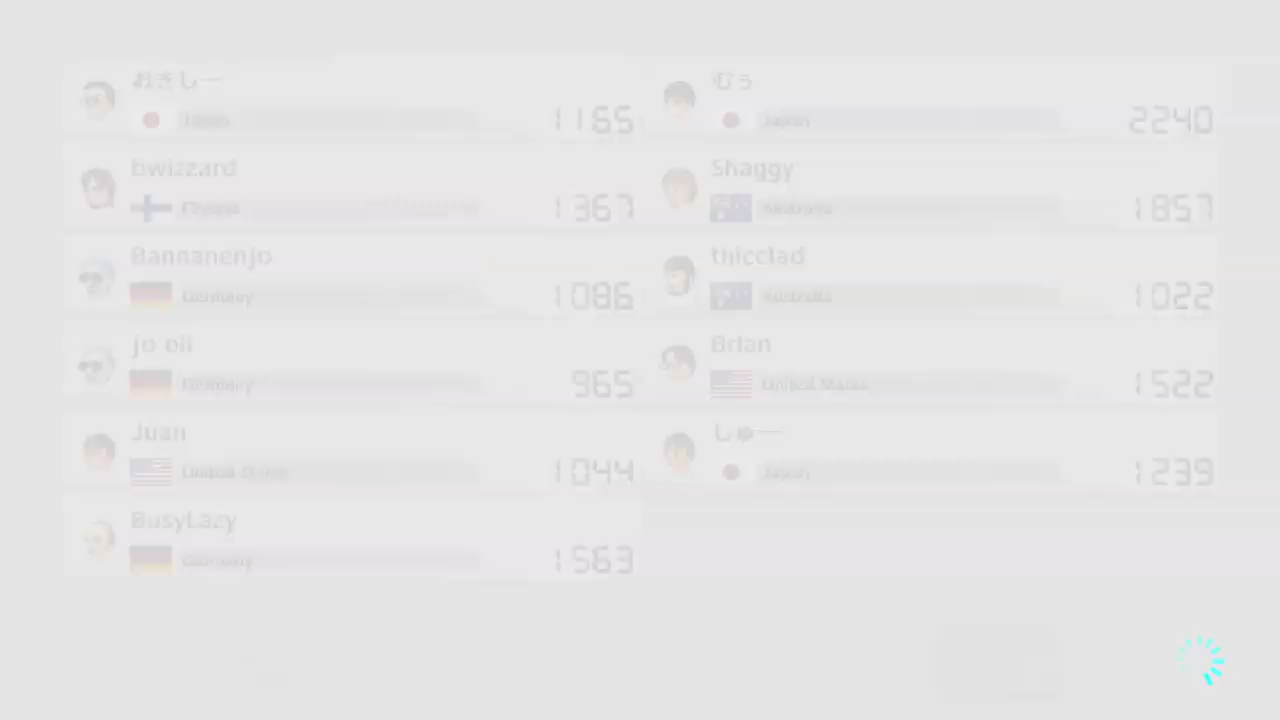 おきしー
Japan
1165
むぅ
Japan
2240
bwizzard
Finland
1367
Shaggy
Australia
1857
Bannanenjo
Germany
1086
thicclad
Australia
1022
jo oli
Germany
965
Brian
United States
1522
Juan
United States
1044
しゅー
Japan
1239
BusyLazy
Germany
1563